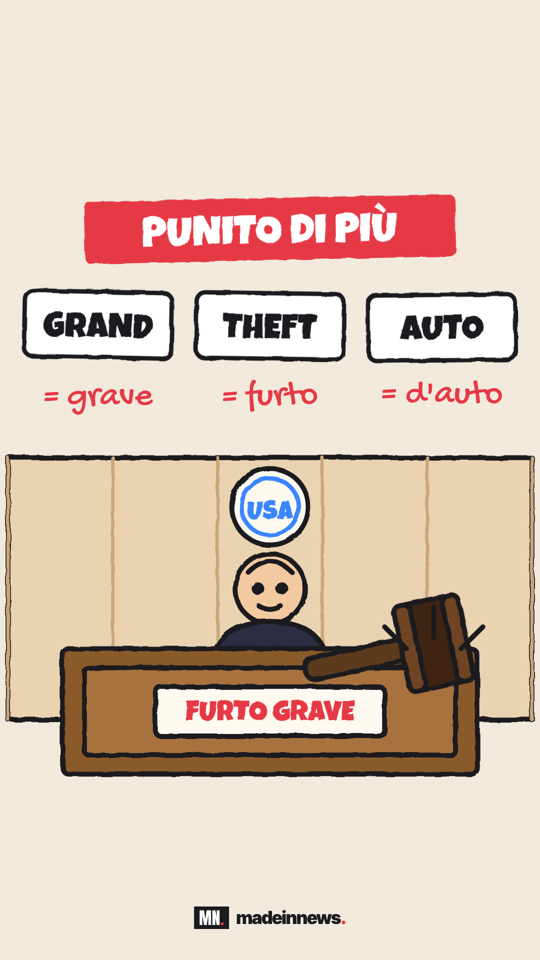 PUNITO DI PIÙ
GRAND THEFT AUTO
= grave = furto = d'auto
USA
FURTO GRAVE
MN. madeinnews.